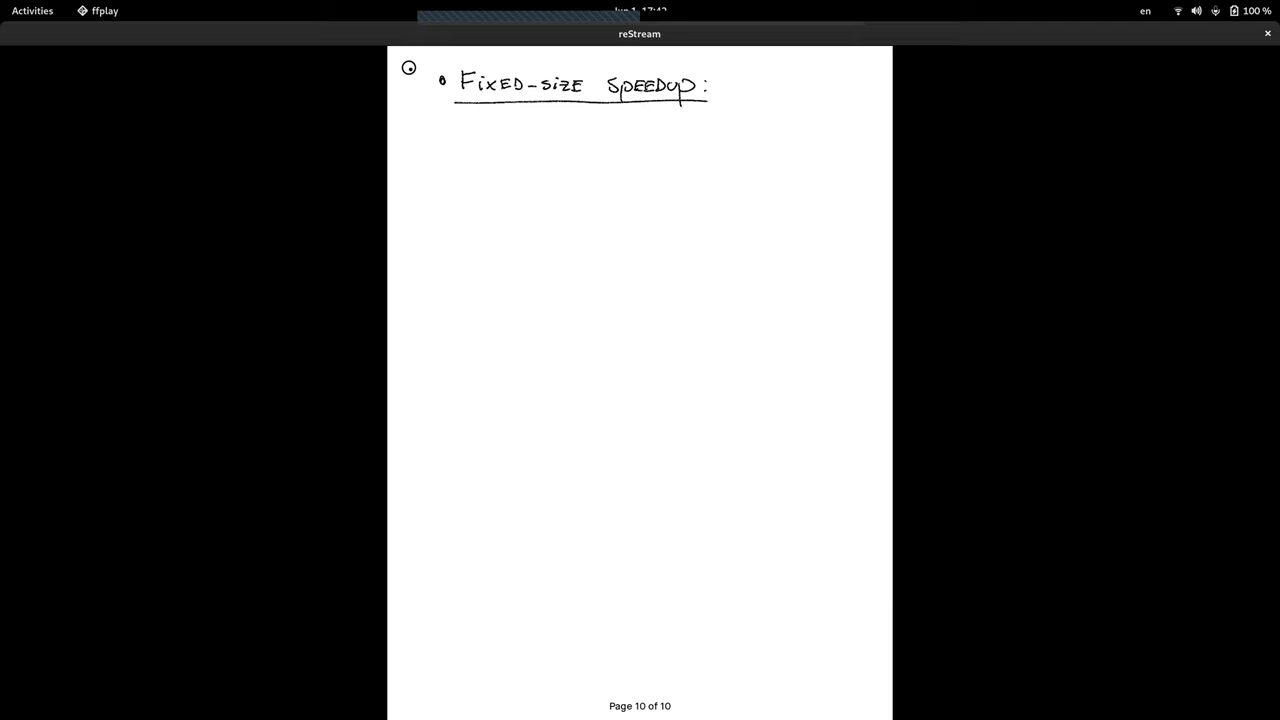 Activities ffplay en 100 %
reStream
• Fixed-size speedup:
Page 10 of 10